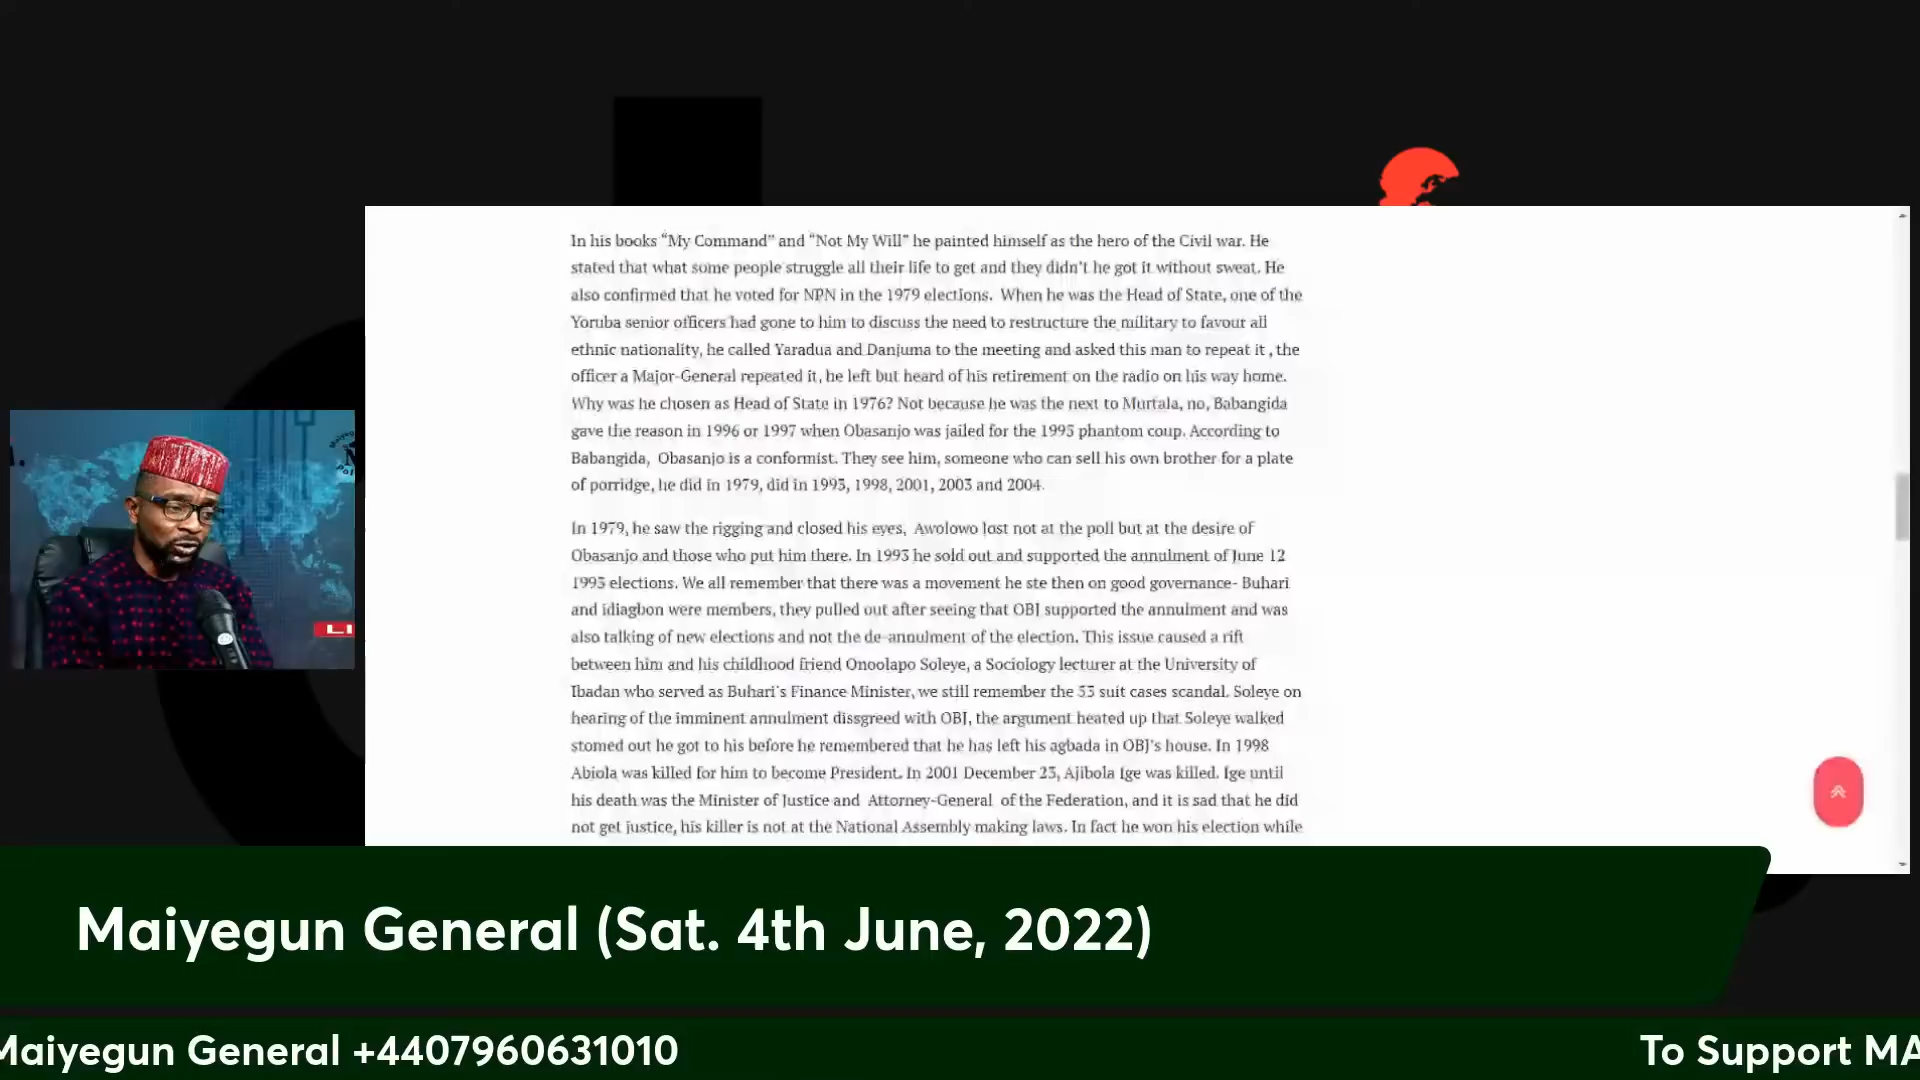 In his books “My Command” and “Not My Will” he painted himself as the hero of the Civil war. He
stated that what some people struggle all their life to get and they didn’t he got it without sweat. He
also confirmed that he voted for NPN in the 1979 elections. When he was the Head of State, one of the
Yoruba senior officers had gone to him to discuss the need to restructure the military to favour all
ethnic nationality, he called Yaradua and Danjuma to the meeting and asked this man to repeat it , the
officer a Major-General repeated it, he left but heard of his retirement on the radio on his way home.
Why was he chosen as Head of State in 1976? Not because he was the next to Murtala, no, Babangida
gave the reason in 1996 or 1997 when Obasanjo was jailed for the 1995 phantom coup. According to
Babangida, Obasanjo is a conformist. They see him, someone who can sell his own brother for a plate
of porridge, he did in 1979, did in 1993, 1998, 2001, 2003 and 2004.
In 1979, he saw the rigging and closed his eyes, Awolowo lost not at the poll but at the desire of
Obasanjo and those who put him there. In 1993 he sold out and supported the annulment of June 12
1993 elections. We all remember that there was a movement he ste then on good governance- Buhari
and idiagbon were members, they pulled out after seeing that OBJ supported the annulment and was
also talking of new elections and not the de-annulment of the election. This issue caused a rift
between him and his childhood friend Onoolapo Soleye, a Sociology lecturer at the University of
Ibadan who served as Buhari’s Finance Minister, we still remember the 53 suit cases scandal. Soleye on
hearing of the imminent annulment dissgreed with OBJ, the argument heated up that Soleye walked
stomed out he got to his before he remembered that he has left his agbada in OBJ’s house. In 1998
Abiola was killed for him to become President. In 2001 December 23, Ajibola Ige was killed. Ige until
his death was the Minister of Justice and Attorney-General of the Federation, and it is sad that he did
not get justice, his killer is not at the National Assembly making laws. In fact he won his election while
LI
Maiyegun General (Sat. 4th June, 2022)
Maiyegun General +4407960631010
To Support MA